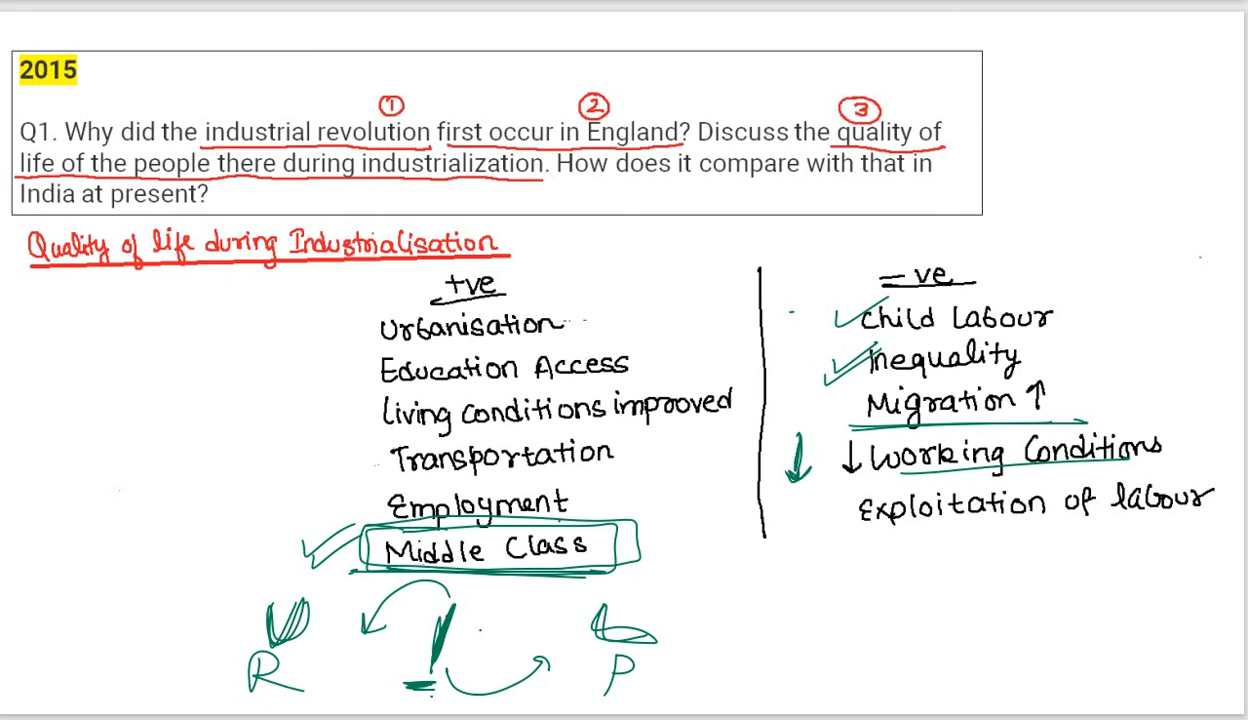 2015
① ② ③
Q1. Why did the industrial revolution first occur in England? Discuss the quality of
life of the people there during industrialization. How does it compare with that in
India at present?
Quality of life during Industrialisation
+ve
Urbanisation
Education Access
living conditions improved
Transportation
Employment
Middle Class
R P
- ve
Child Labour
Inequality
Migration ↑
↓ Working Conditions
Exploitation of labour